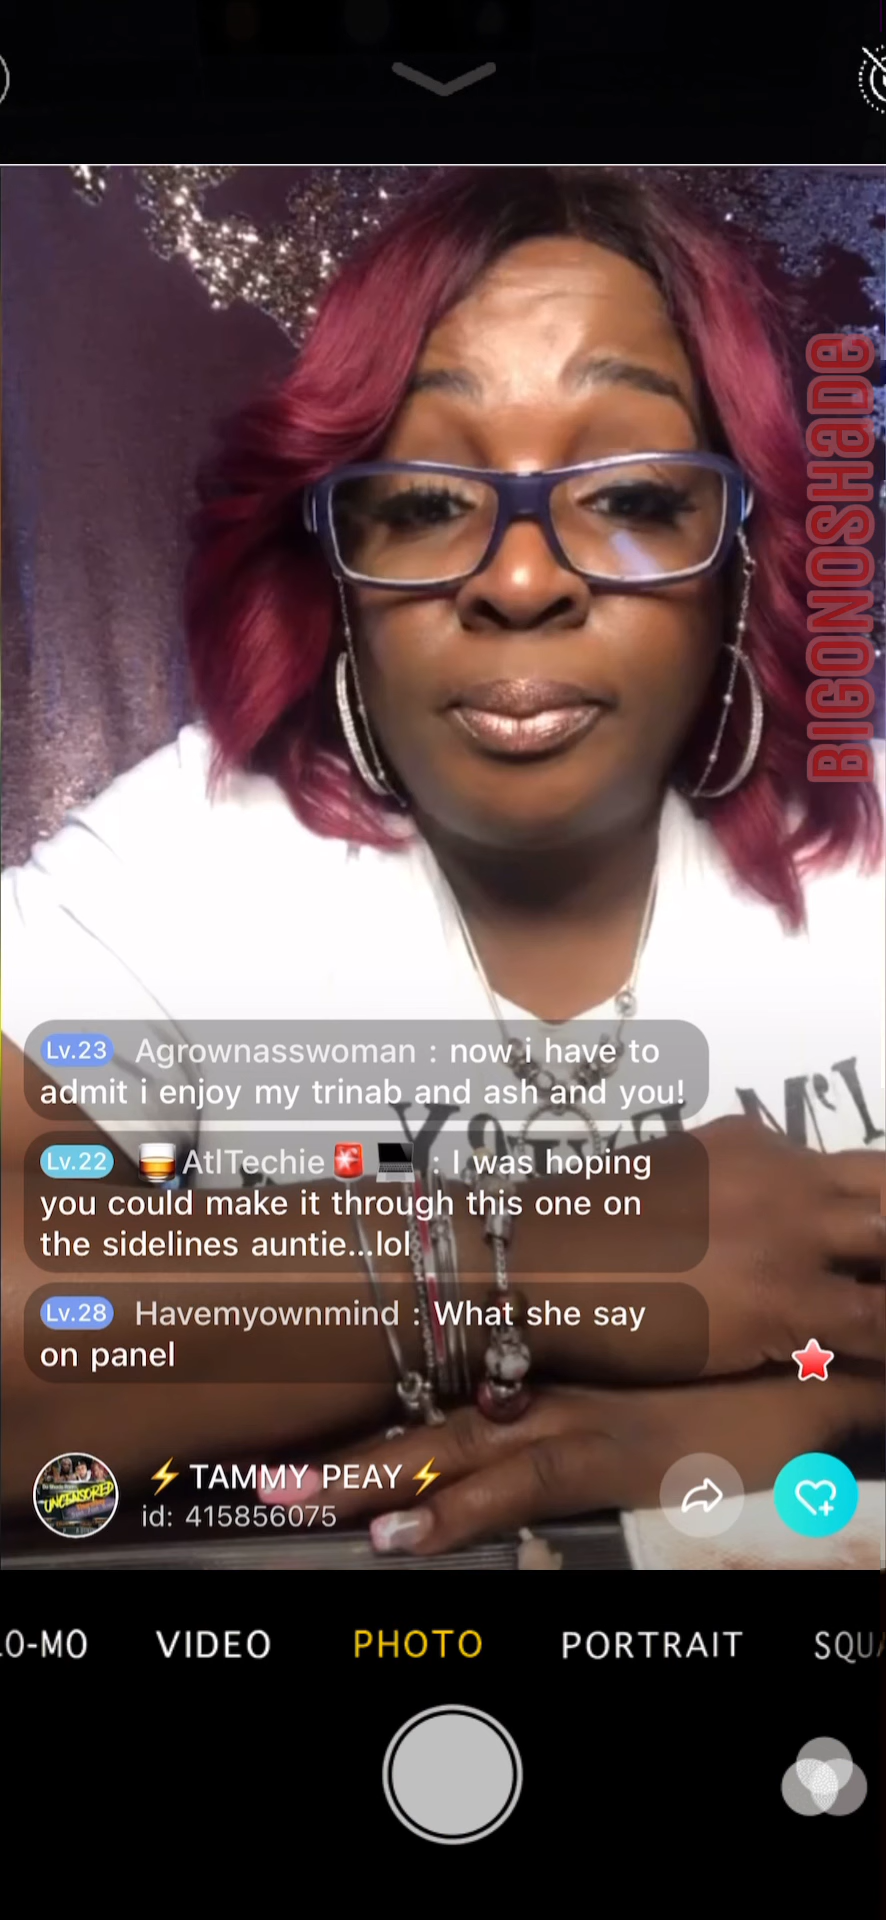 BIGONOSHADE
I'M
Lv.23 Agrownasswoman : now i have to
admit i enjoy my trinab and ash and you!
Lv.22 🥃AtlTechie🚨💻 : I was hoping
you could make it through this one on
the sidelines auntie...lol
Lv.28 Havemyownmind : What she say
on panel
UNCENSORED
⚡TAMMY PEAY⚡
id: 415856075
LO-MO VIDEO PHOTO PORTRAIT SQUA